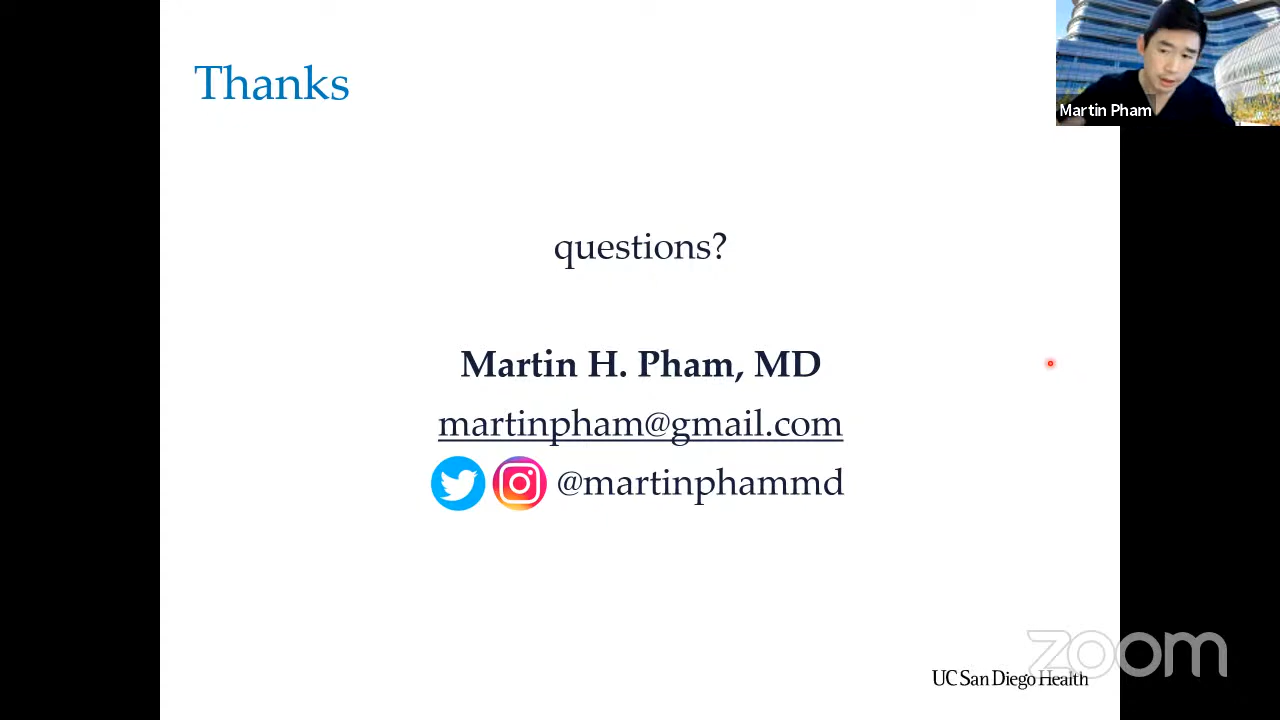 Thanks
Martin Pham
questions?
Martin H. Pham, MD
martinpham@gmail.com
@martinphammd
zoom
UC San Diego Health